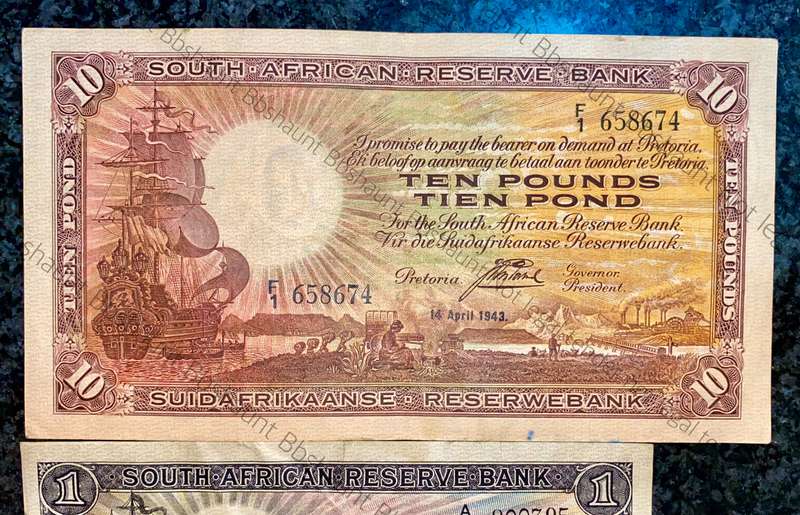 10 SOUTH·AFRICAN·RESERVE·BANK 10
F/1 658674
I promise to pay the bearer on demand at Pretoria.
Ek beloof op aanvraag te betaal aan toonder te Pretoria.
TEN POUNDS
TIEN POND
For the South African Reserve Bank.
Vir die Suidafrikaanse Reserwebank.
Pretoria. Governor.
President.
F/1 658674
14 April 1943.
TIEN POND
TEN POUNDS
10 SUIDAFRIKAANSE·RESERWEBANK 10
1 SOUTH·AFRICAN·RESERVE·BANK 1
A
Bbshaunt Bbshaunt Bbshaunt